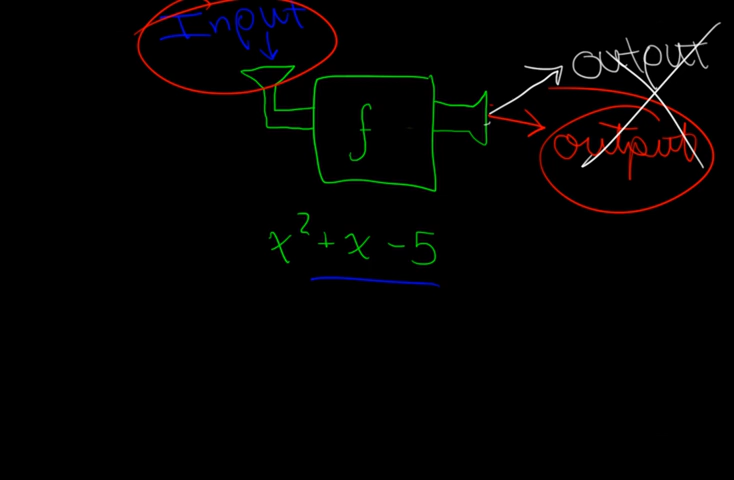 Input
output
f
output
x² + x - 5